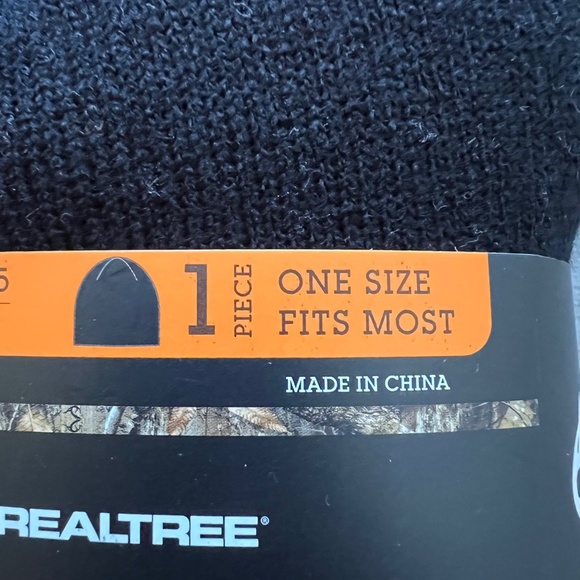 1 PIECE
ONE SIZE
FITS MOST
MADE IN CHINA
REALTREE®